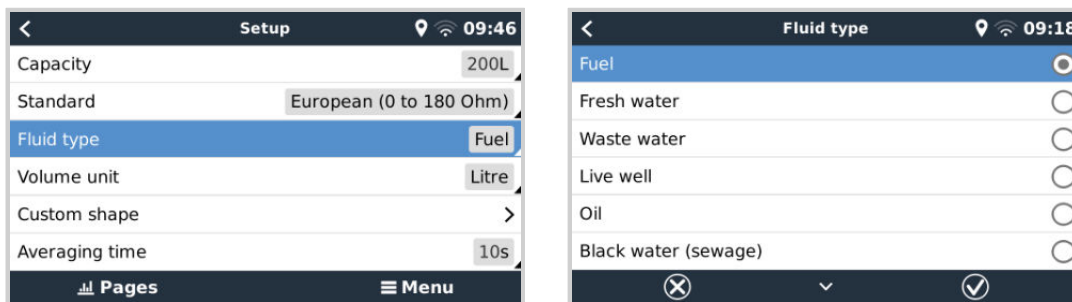 Setup 09:46
Capacity 200L
Standard European (0 to 180 Ohm)
Fluid type Fuel
Volume unit Litre
Custom shape
Averaging time 10s
Pages Menu
Fluid type 09:18
Fuel
Fresh water
Waste water
Live well
Oil
Black water (sewage)